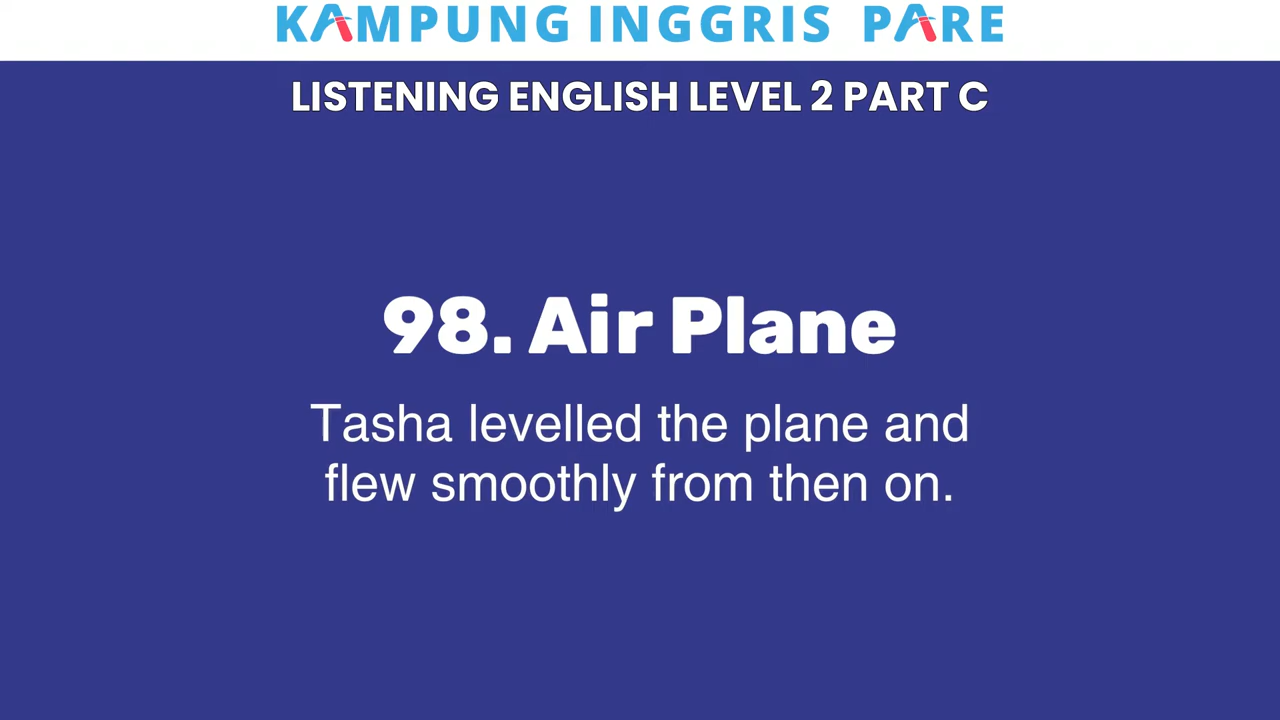 KAMPUNG INGGRIS PARE
LISTENING ENGLISH LEVEL 2 PART C
98. Air Plane
Tasha levelled the plane and
flew smoothly from then on.